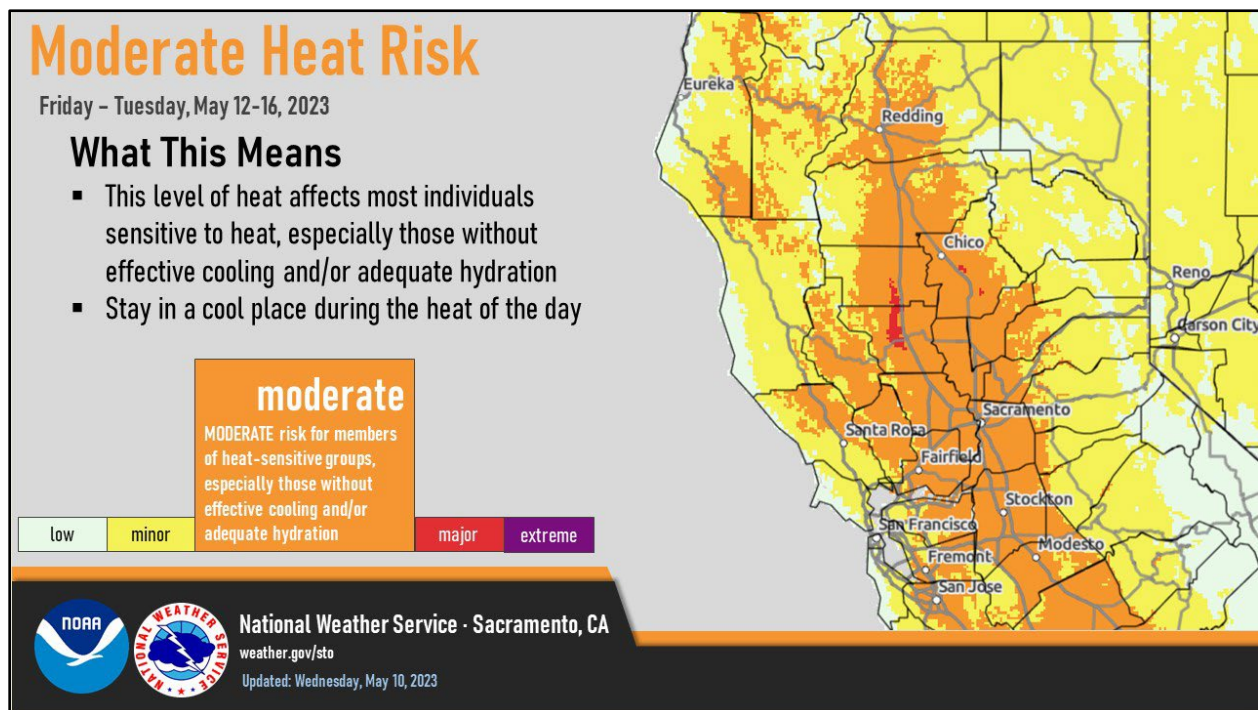 Moderate Heat Risk
Friday – Tuesday, May 12-16, 2023
What This Means
▪ This level of heat affects most individuals
sensitive to heat, especially those without
effective cooling and/or adequate hydration
▪ Stay in a cool place during the heat of the day
moderate
MODERATE risk for members
of heat-sensitive groups,
especially those without
effective cooling and/or
adequate hydration
low
minor
major
extreme
Eureka
Redding
Chico
Reno
Carson City
Sacramento
Santa Rosa
Fairfield
Stockton
San Francisco
Modesto
Fremont
San Jose
NOAA
NATIONAL WEATHER SERVICE
National Weather Service · Sacramento, CA
weather.gov/sto
Updated: Wednesday, May 10, 2023